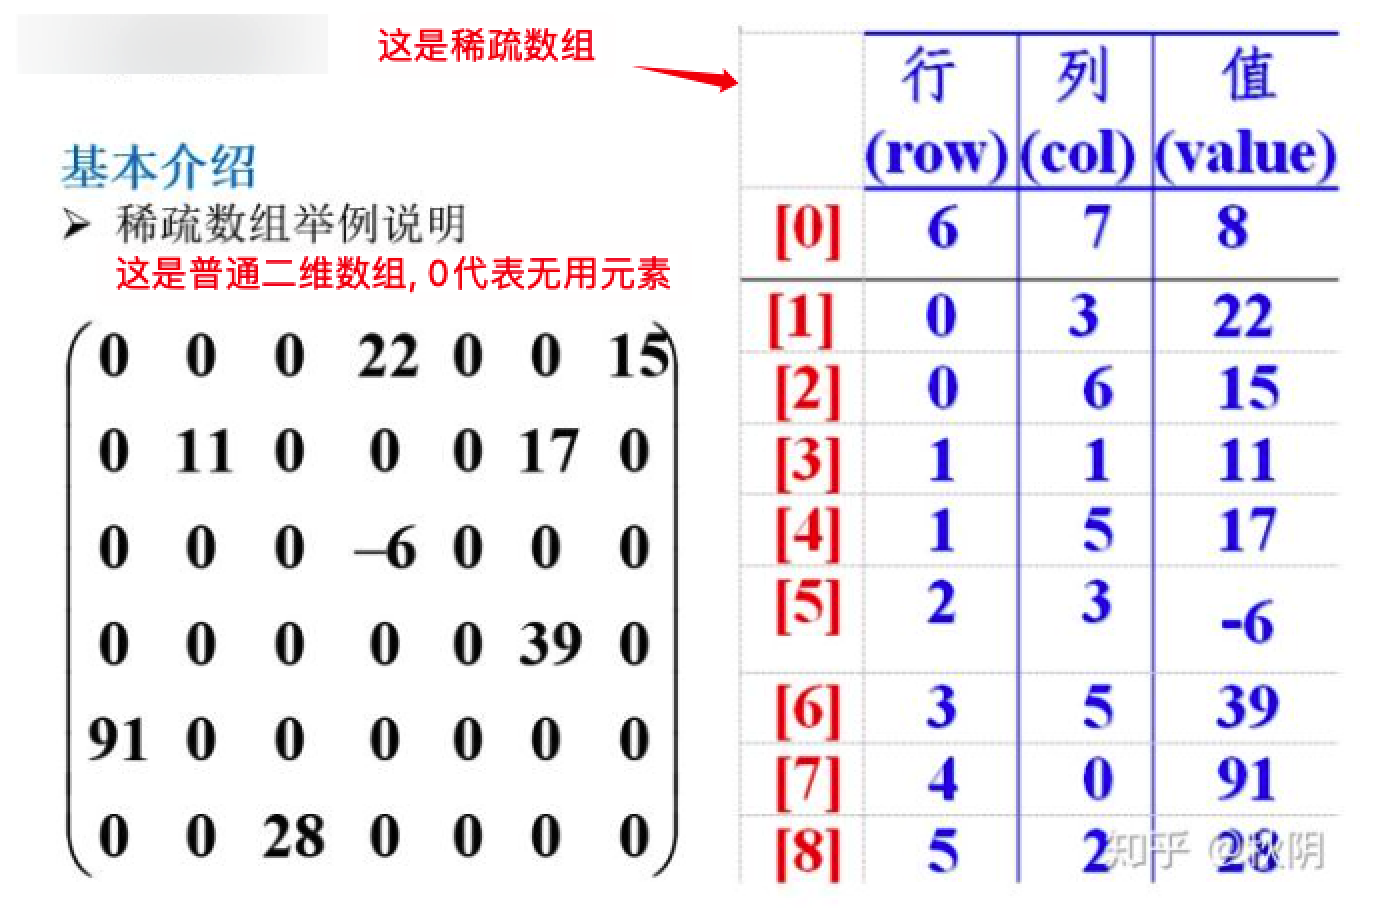 这是稀疏数组
基本介绍
➤ 稀疏数组举例说明
这是普通二维数组, 0代表无用元素
0 0 0 22 0 0 15
0 11 0 0 0 17 0
0 0 0 –6 0 0 0
0 0 0 0 0 39 0
91 0 0 0 0 0 0
0 0 28 0 0 0 0
行 列 值
(row) (col) (value)
[0] 6 7 8
[1] 0 3 22
[2] 0 6 15
[3] 1 1 11
[4] 1 5 17
[5] 2 3 -6
[6] 3 5 39
[7] 4 0 91
[8] 5 2 28
知乎 @秋阴